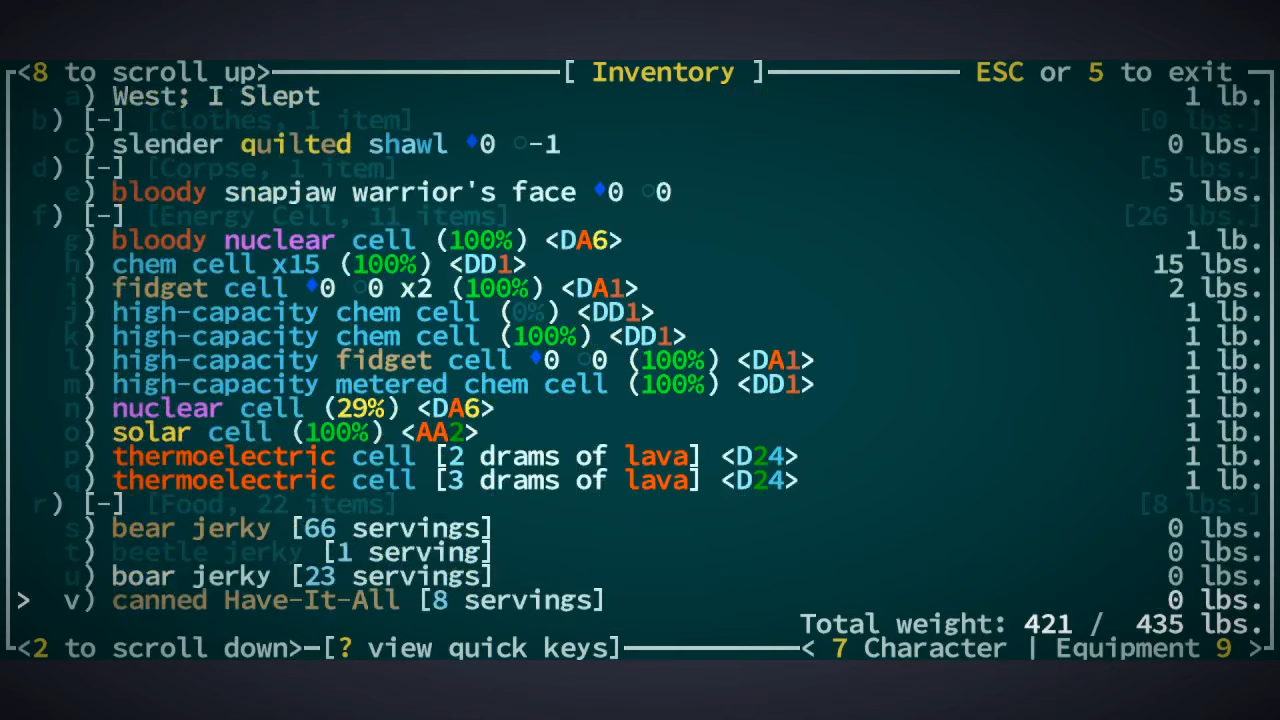 <8 to scroll up> [ Inventory ] ESC or 5 to exit
a) West; I Slept 1 lb.
b) [-] [Clothes, 1 item] [0 lbs.]
c) slender quilted shawl ♦0 ○-1 0 lbs.
d) [-] [Corpse, 1 item] [5 lbs.]
e) bloody snapjaw warrior's face ♦0 ○0 5 lbs.
f) [-] [Energy Cell, 11 items] [26 lbs.]
g) bloody nuclear cell (100%) <DA6> 1 lb.
h) chem cell x15 (100%) <DD1> 15 lbs.
i) fidget cell ♦0 ○0 x2 (100%) <DA1> 2 lbs.
j) high-capacity chem cell (0%) <DD1> 1 lb.
k) high-capacity chem cell (100%) <DD1> 1 lb.
l) high-capacity fidget cell ♦0 ○0 (100%) <DA1> 1 lb.
m) high-capacity metered chem cell (100%) <DD1> 1 lb.
n) nuclear cell (29%) <DA6> 1 lb.
o) solar cell (100%) <AA2> 1 lb.
p) thermoelectric cell [2 drams of lava] <D24> 1 lb.
q) thermoelectric cell [3 drams of lava] <D24> 1 lb.
r) [-] [Food, 22 items] [8 lbs.]
s) bear jerky [66 servings] 0 lbs.
t) beetle jerky [1 serving] 0 lbs.
u) boar jerky [23 servings] 0 lbs.
> v) canned Have-It-All [8 servings] 0 lbs.
Total weight: 421 / 435 lbs.
<2 to scroll down> [? view quick keys] < 7 Character | Equipment 9 >